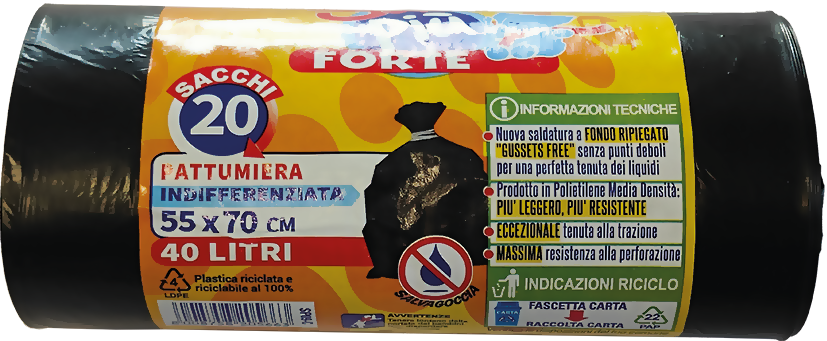 più
FORTE
SACCHI
20
PATTUMIERA
INDIFFERENZIATA
55 x 70 CM
40 LITRI
4
LDPE
Plastica riciclata e
riciclabile al 100%
SALVAGOCCIA
AVVERTENZE
INFORMAZIONI TECNICHE
Nuova saldatura a FONDO RIPIEGATO
"GUSSETS FREE" senza punti deboli
per una perfetta tenuta dei liquidi
Prodotto in Polietilene Media Densità:
PIU' LEGGERO, PIU' RESISTENTE
ECCEZIONALE tenuta alla trazione
MASSIMA resistenza alla perforazione
INDICAZIONI RICICLO
CARTA
FASCETTA CARTA
RACCOLTA CARTA
22
PAP